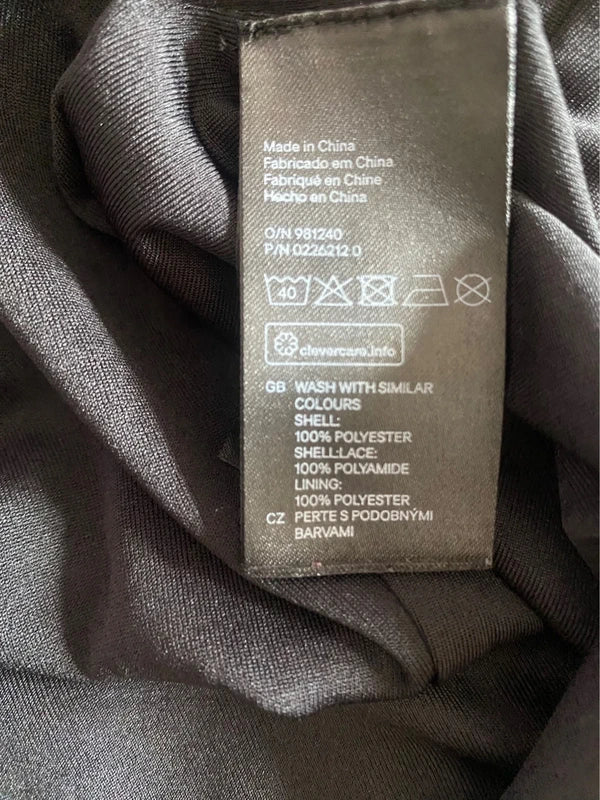 Made in China
Fabricado em China
Fabriqué en Chine
Hecho en China
O/N 981240
P/N 0226212 0
40
clevercare.info
GB WASH WITH SIMILAR
COLOURS
SHELL:
100% POLYESTER
SHELL:LACE:
100% POLYAMIDE
LINING:
100% POLYESTER
CZ PERTE S PODOBNÝMI
BARVAMI